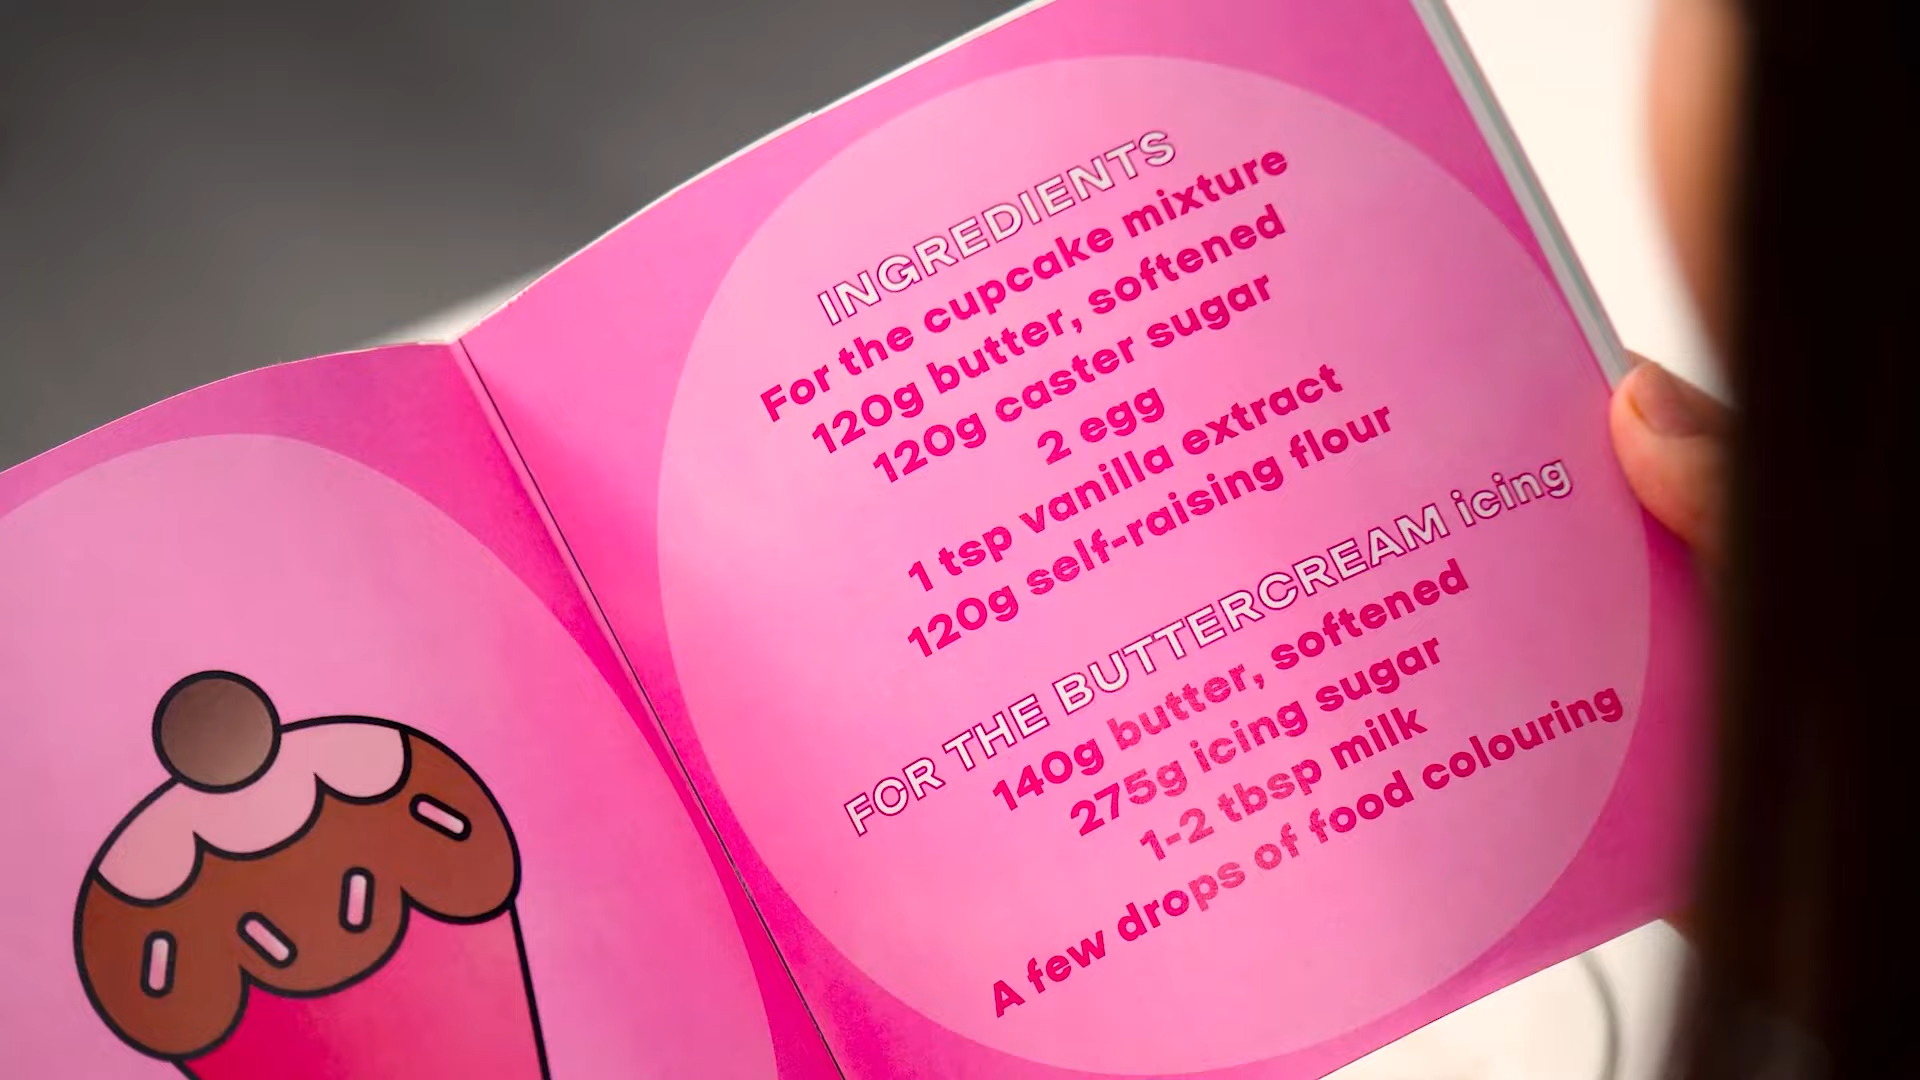 INGREDIENTS
For the cupcake mixture
120g butter, softened
120g caster sugar
2 egg
1 tsp vanilla extract
120g self-raising flour
FOR THE BUTTERCREAM icing
140g butter, softened
275g icing sugar
1-2 tbsp milk
A few drops of food colouring